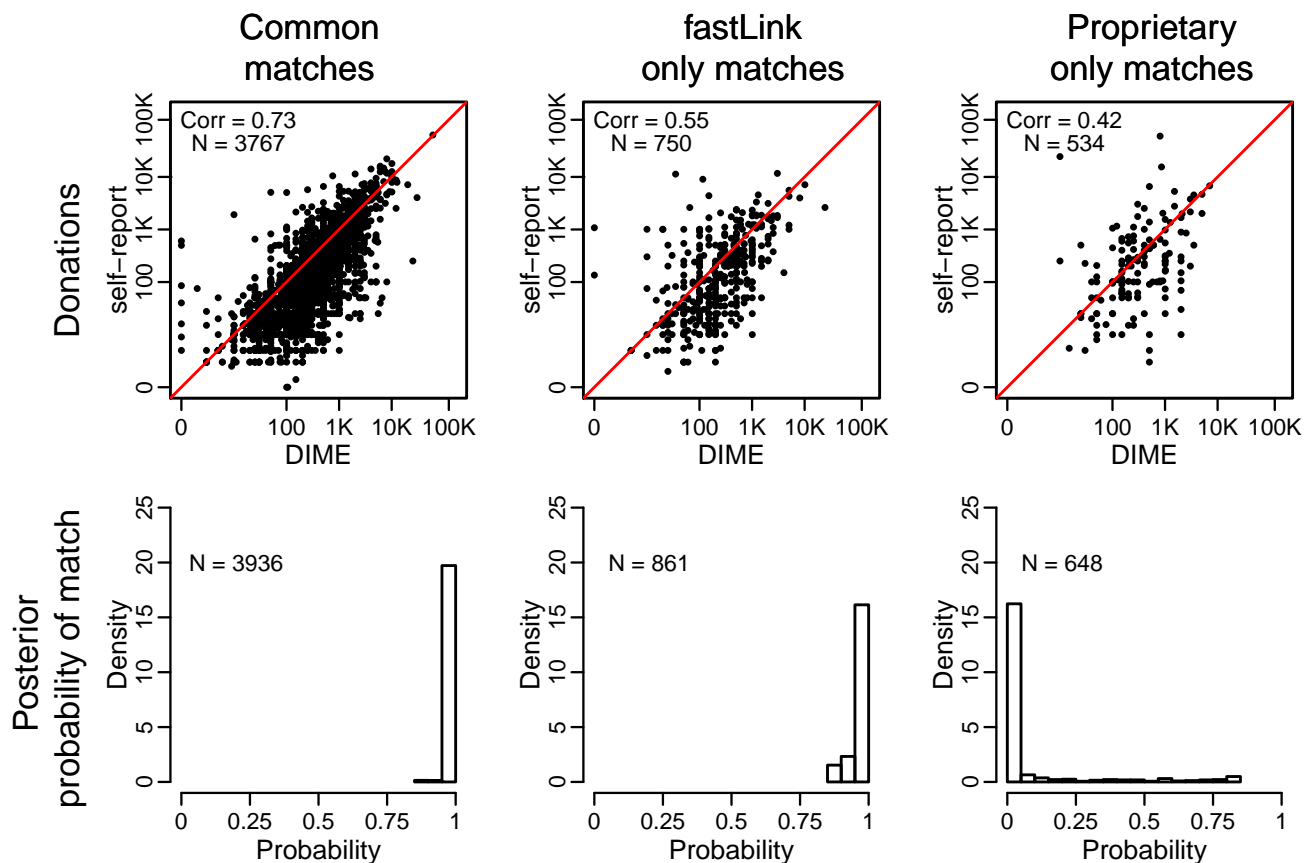 Common
matches
fastLink
only matches
Proprietary
only matches
Donations
self−report
0 100 1K 10K 100K
Corr = 0.73
N = 3767
0 100 1K 10K 100K
DIME
self−report
0 100 1K 10K 100K
Corr = 0.55
N = 750
0 100 1K 10K 100K
DIME
self−report
0 100 1K 10K 100K
Corr = 0.42
N = 534
0 100 1K 10K 100K
DIME
Posterior
probability of match
Density
0 5 10 15 20 25
N = 3936
0 0.25 0.5 0.75 1
Probability
Density
0 5 10 15 20 25
N = 861
0 0.25 0.5 0.75 1
Probability
Density
0 5 10 15 20 25
N = 648
0 0.25 0.5 0.75 1
Probability